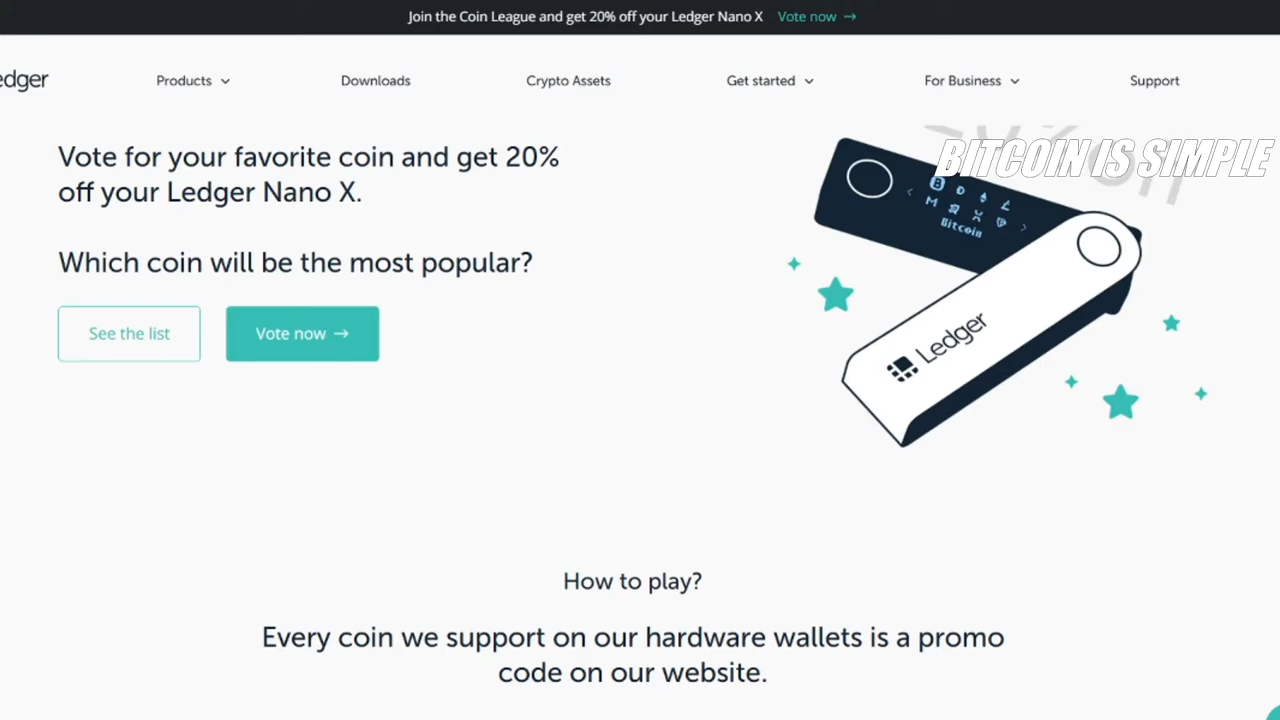 Join the Coin League and get 20% off your Ledger Nano X Vote now →
edger
Products
Downloads
Crypto Assets
Get started
For Business
Support
BITCOIN IS SIMPLE
Vote for your favorite coin and get 20%
off your Ledger Nano X.
Which coin will be the most popular?
See the list
Vote now →
Bitcoin
Ledger
How to play?
Every coin we support on our hardware wallets is a promo
code on our website.